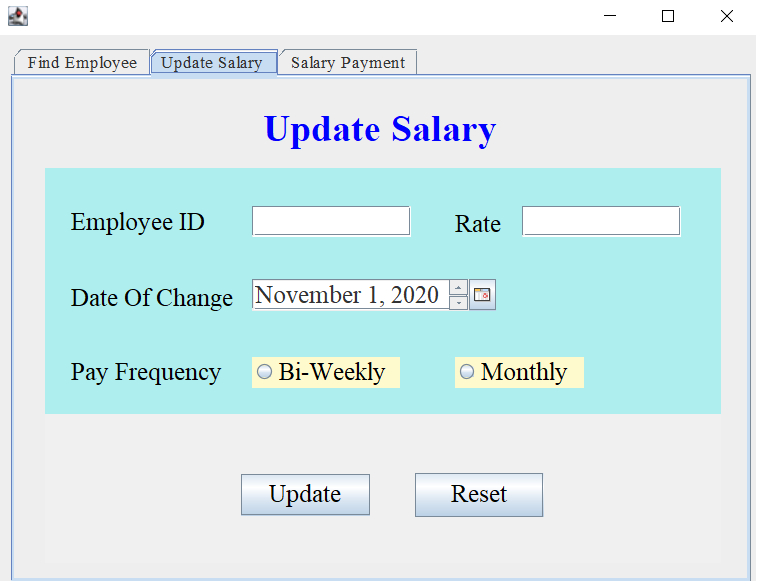 Find Employee Update Salary Salary Payment
Update Salary
Employee ID Rate
Date Of Change November 1, 2020
Pay Frequency Bi-Weekly Monthly
Update Reset